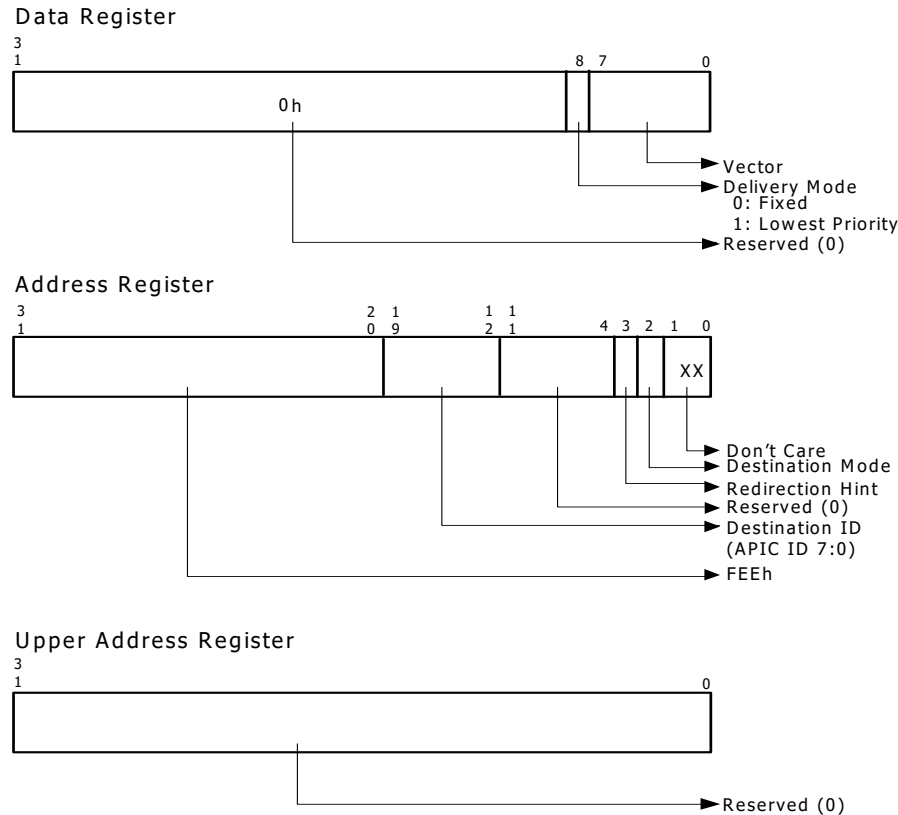 Data Register
3
1 8 7 0
0h
Vector
Delivery Mode
0: Fixed
1: Lowest Priority
Reserved (0)
Address Register
3 2 1 1 1
1 0 9 2 1 4 3 2 1 0
XX
Don't Care
Destination Mode
Redirection Hint
Reserved (0)
Destination ID
(APIC ID 7:0)
FEEh
Upper Address Register
3
1 0
Reserved (0)